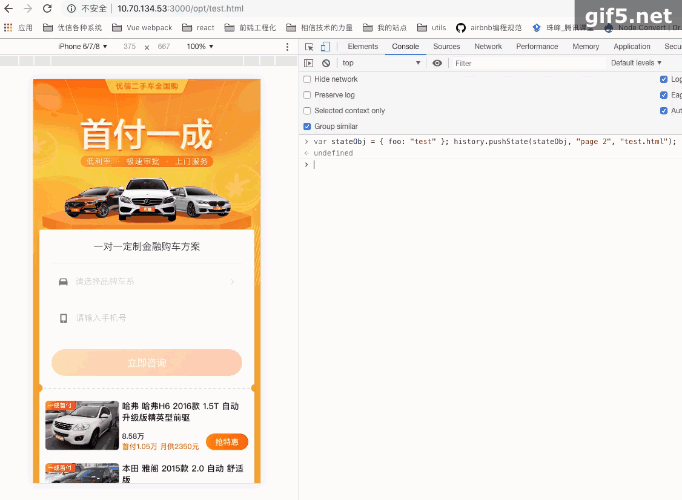 不安全 | 10.70.134.53:3000/opt/test.html
gif5.net
应用 优信各种系统 Vue webpack react 前端工程化 相信技术的力量 我的站点 utils airbnb编程规范 珠峰_腾讯课堂 Node Convert
iPhone 6/7/8 ▼ 375 × 667 100% ▼
Elements Console Sources Network Performance Memory Application Secu
top ▼ Filter Default levels ▼
Hide network
Log
Preserve log
Eag
Selected context only
Aut
Group similar
> var stateObj = { foo: "test" }; history.pushState(stateObj, "page 2", "test.html");
undefined
>
优信二手车全国购
首付一成
低利率 · 极速审批 · 上门服务
一对一定制金融购车方案
请选择品牌车系
请输入手机号
立即咨询
一成首付
哈弗 哈弗H6 2016款 1.5T 自动
升级版精英型前驱
8.58万
首付1.05万 月供2350元
抢特惠
一成首付
本田 雅阁 2015款 2.0 自动 舒适
版